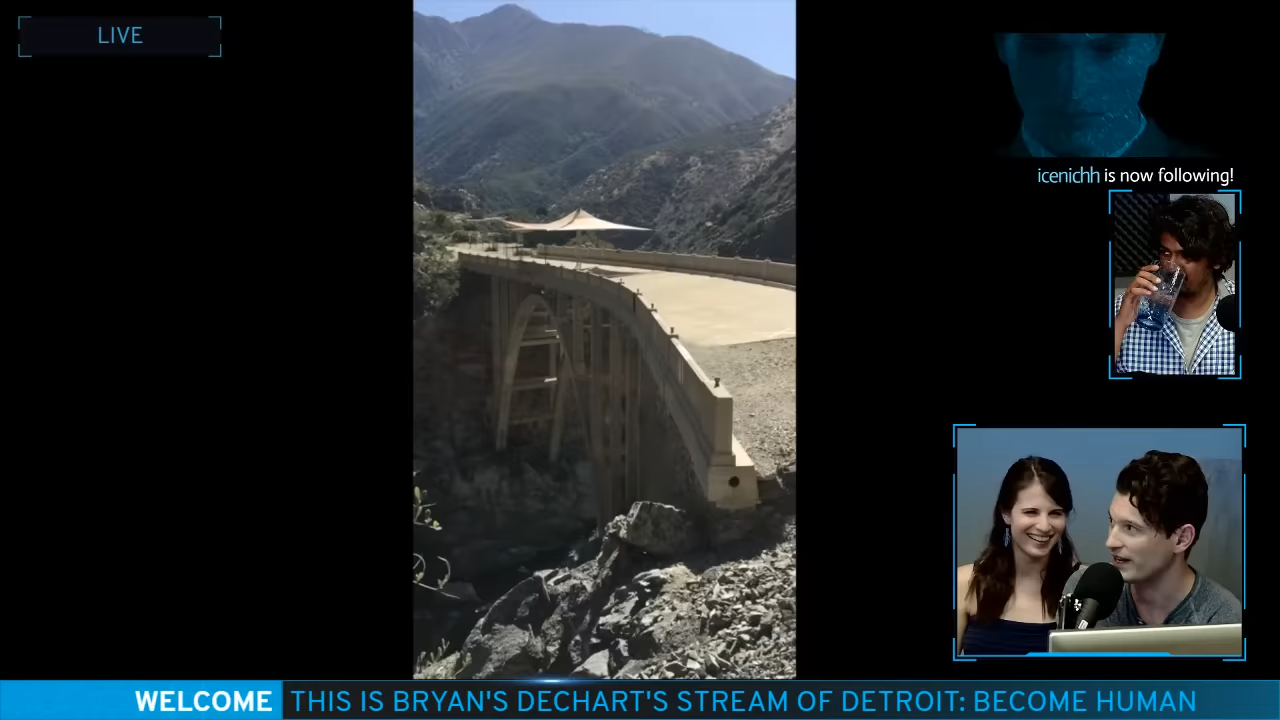 LIVE
icenichh is now following!
WELCOME
THIS IS BRYAN'S DECHART'S STREAM OF DETROIT: BECOME HUMAN